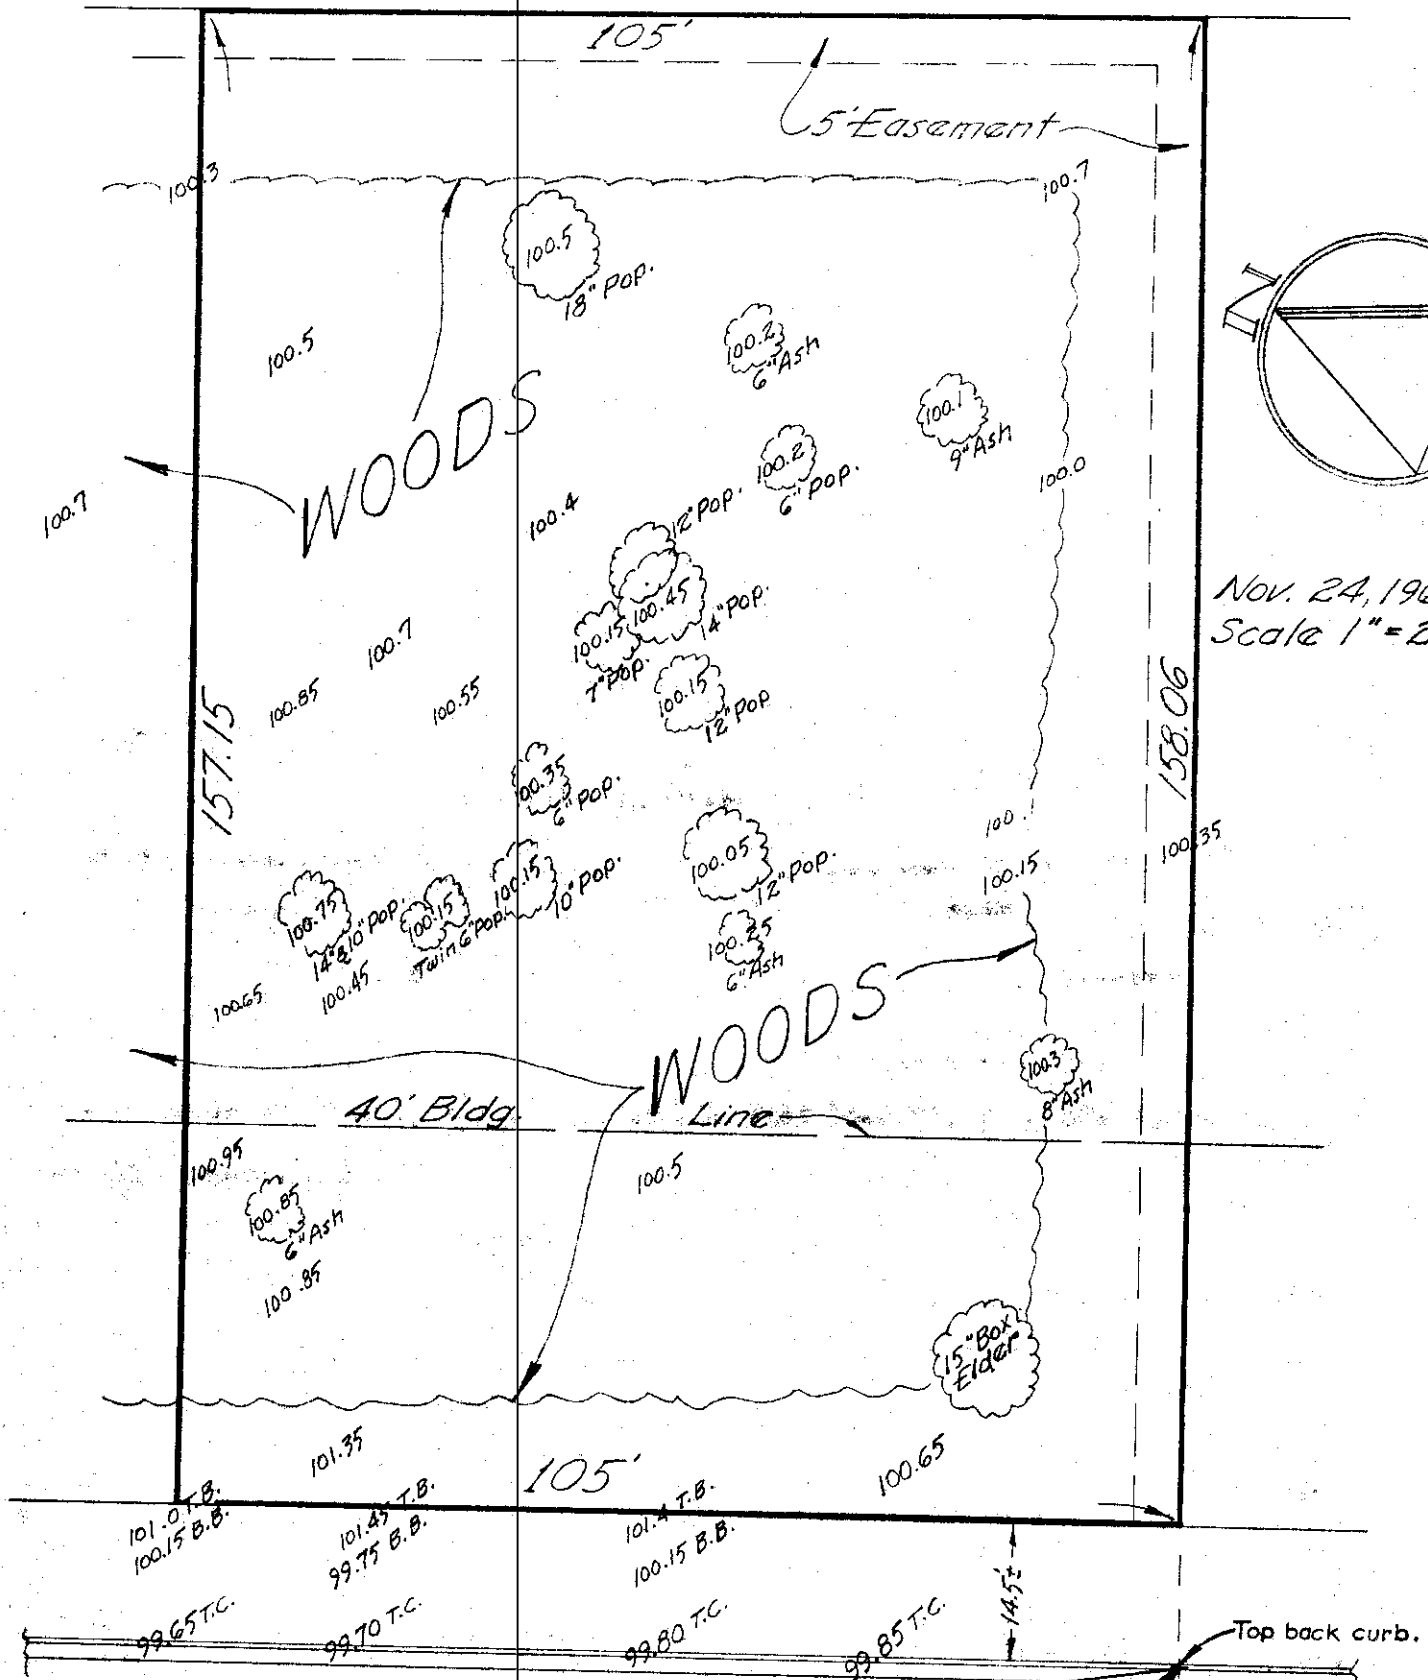 105'
5' Easement
100.3
100.7
100.5
18" Pop.
N
100.2
6" Ash
100.5
100.1
9" Ash
WOODS
100.2
6" Pop.
100.0
100.7
100.4
12" Pop.
100.45
14" Pop.
Nov. 24, 19
Scale 1" = 2
100.15
7" Pop.
100.7
100.85
100.55
100.15
12" Pop
157.15
158.06
100.35
6" Pop.
100.
100.35
100.05
12" Pop.
100.15
100.15
10" Pop.
100.75
14" & 10" Pop.
100.15
Twin 6" Pop.
100.25
6" Ash
100.65
100.45
WOODS
100.3
8" Ash
40' Bldg. Line
100.95
100.5
100.85
6" Ash
100.85
15" Box
Elder
101.35
105'
100.65
101.0 T.B.
100.15 B.B.
101.45 T.B.
99.75 B.B.
101.4 T.B.
100.15 B.B.
14.5'±
99.65 T.C.
99.70 T.C.
99.80 T.C.
99.85 T.C.
Top back curb.